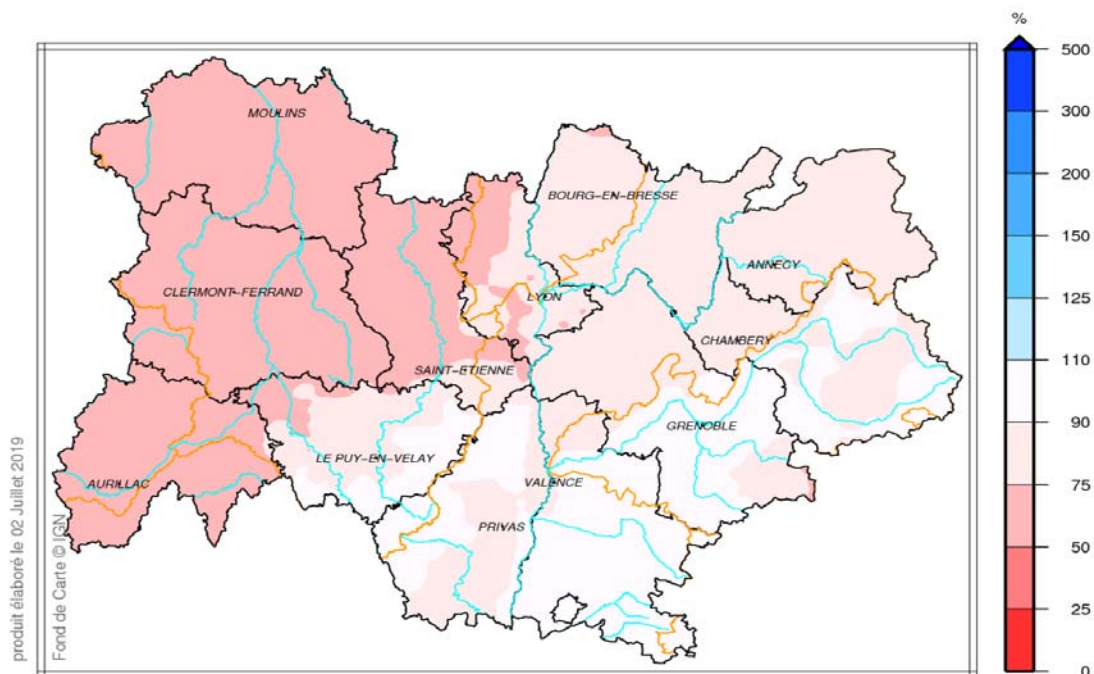 %
500
300
200
150
125
110
90
75
50
25
0
MOULINS
BOURG-EN-BRESSE
ANNECY
CLERMONT-FERRAND
LYON
CHAMBERY
SAINT-ETIENNE
GRENOBLE
LE PUY-EN-VELAY
AURILLAC
VALENCE
PRIVAS
produit élaboré le 02 Juillet 2019
Fond de Carte © IGN